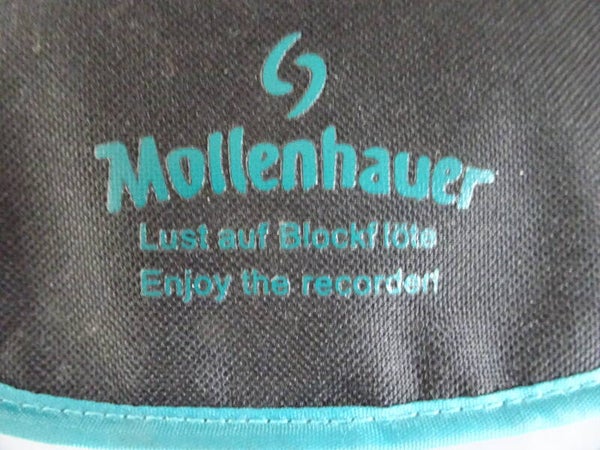 Mollenhauer
Lust auf Blockflöte
Enjoy the recorder!